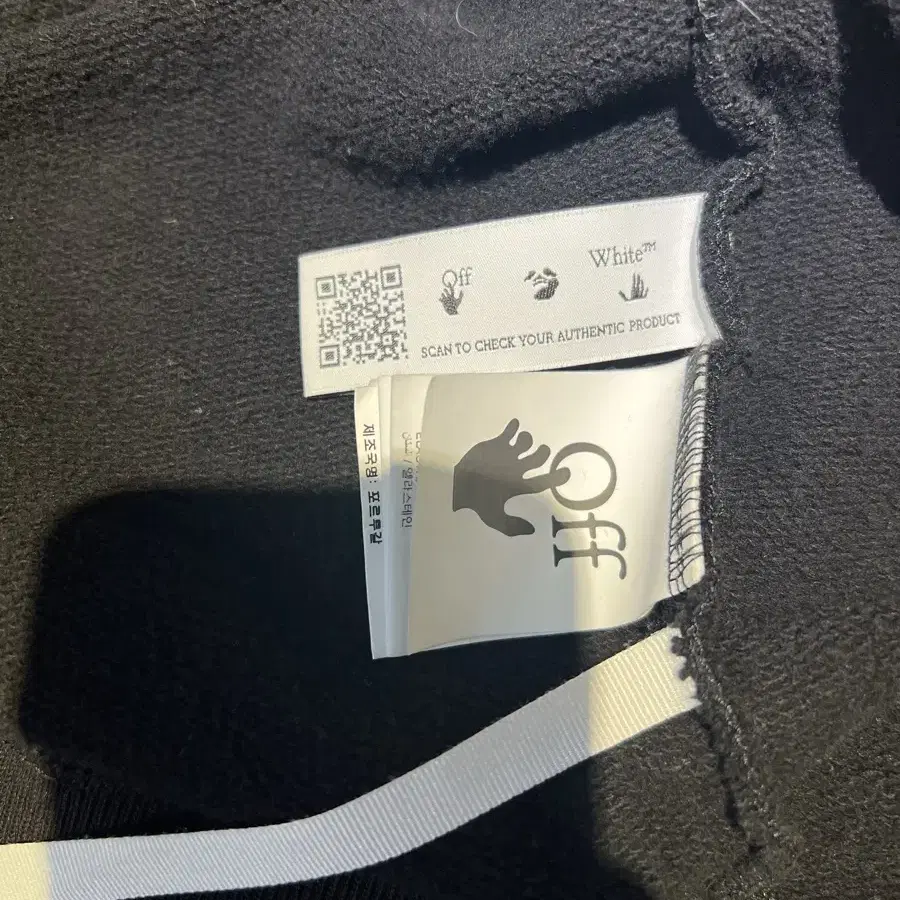 Off
White™
SCAN TO CHECK YOUR AUTHENTIC PRODUCT
Off
제조국명: 포르투갈